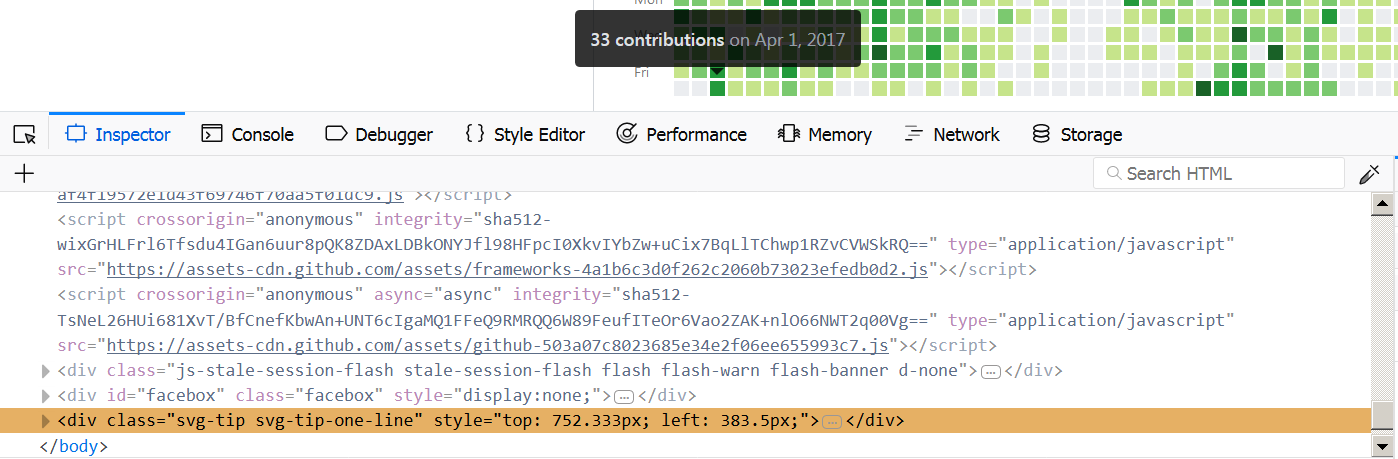 Mon
33 contributions on Apr 1, 2017
Fri
Inspector Console Debugger Style Editor Performance Memory Network Storage
Search HTML
af4f19572e1d43f69746f70aa5f01dc9.js"></script>
<script crossorigin="anonymous" integrity="sha512-
wixGrHLFrl6Tfsdu4IGan6uur8pQK8ZDAxLDBkONYJfl98HFpcI0XkvIYbZw+uCix7BqLlTChwp1RZvCVWSkRQ==" type="application/javascript"
src="https://assets-cdn.github.com/assets/frameworks-4a1b6c3d0f262c2060b73023efedb0d2.js"></script>
<script crossorigin="anonymous" async="async" integrity="sha512-
TsNeL26HUi681XvT/BfCnefKbwAn+UNT6cIgaMQ1FFeQ9RMRQQ6W89FeufITeOr6Vao2ZAK+nlO66NWT2q00Vg==" type="application/javascript"
src="https://assets-cdn.github.com/assets/github-503a07c8023685e34e2f06ee655993c7.js"></script>
<div class="js-stale-session-flash stale-session-flash flash flash-warn flash-banner d-none">…</div>
<div id="facebox" class="facebox" style="display:none;">…</div>
<div class="svg-tip svg-tip-one-line" style="top: 752.333px; left: 383.5px;">…</div>
</body>